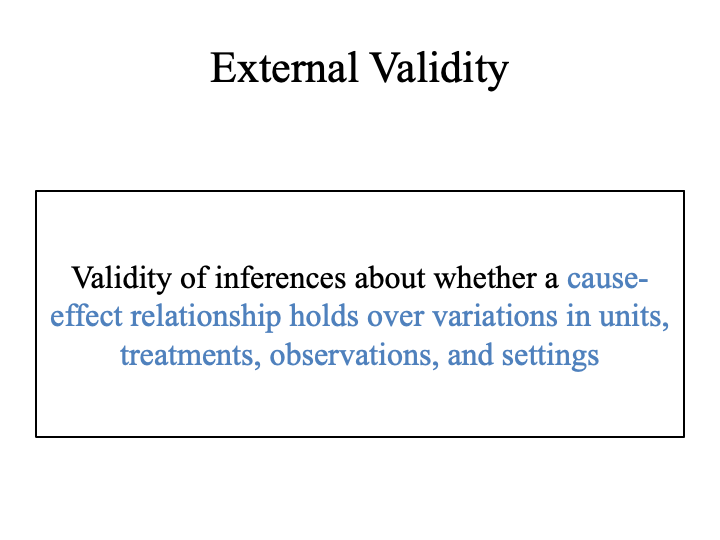 External Validity
Validity of inferences about whether a cause-
effect relationship holds over variations in units,
treatments, observations, and settings